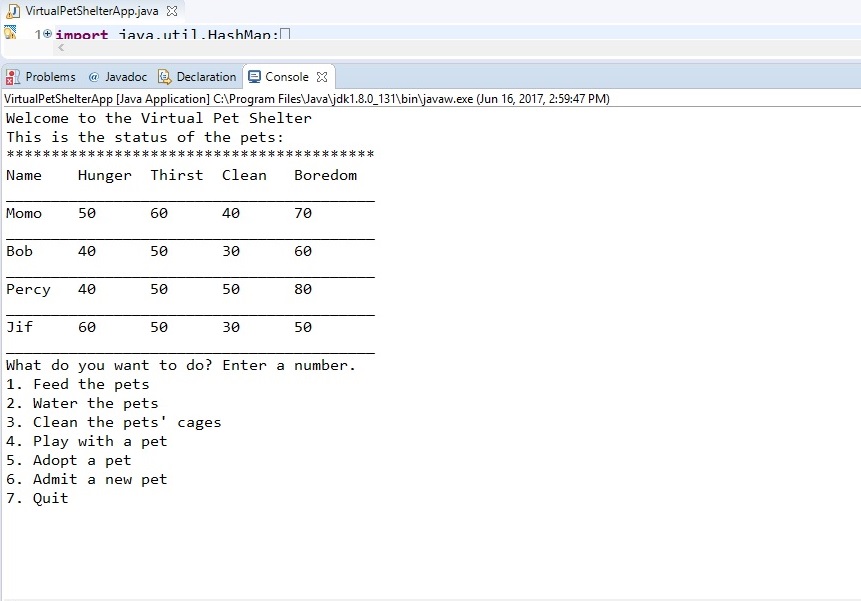 VirtualPetShelterApp.java
1 import java.util.HashMap;
Problems @ Javadoc Declaration Console
VirtualPetShelterApp [Java Application] C:\Program Files\Java\jdk1.8.0_131\bin\javaw.exe (Jun 16, 2017, 2:59:47 PM)
Welcome to the Virtual Pet Shelter
This is the status of the pets:
*****************************************
Name Hunger Thirst Clean Boredom
_________________________________________
Momo 50 60 40 70
_________________________________________
Bob 40 50 30 60
_________________________________________
Percy 40 50 50 80
_________________________________________
Jif 60 50 30 50
_________________________________________
What do you want to do? Enter a number.
1. Feed the pets
2. Water the pets
3. Clean the pets' cages
4. Play with a pet
5. Adopt a pet
6. Admit a new pet
7. Quit